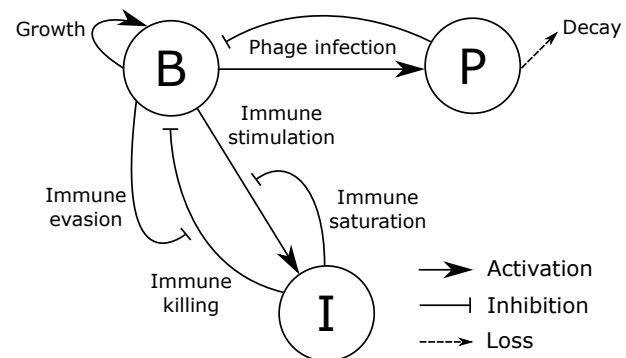 Growth
B
Phage infection
P
Decay
Immune
stimulation
Immune
evasion
Immune
saturation
Immune
killing
I
Activation
Inhibition
Loss